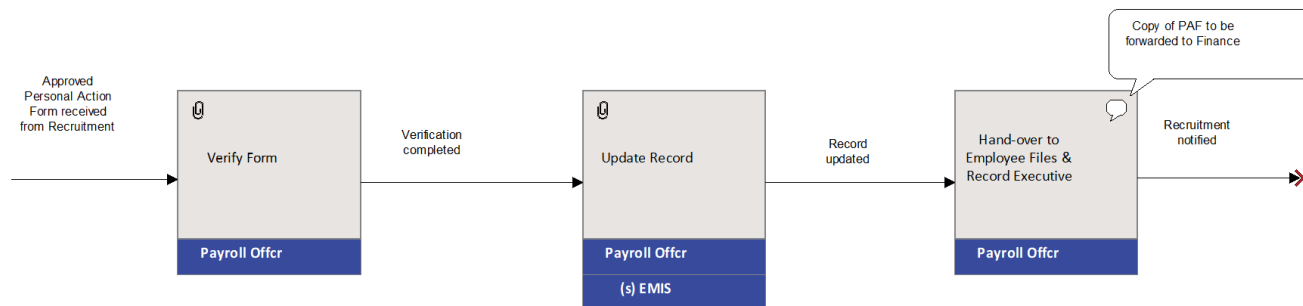 Copy of PAF to be
forwarded to Finance
Approved
Personal Action
Form received
from Recruitment
Verify Form
Payroll Offcr
Verification
completed
Update Record
Payroll Offcr
(s) EMIS
Record
updated
Hand-over to
Employee Files &
Record Executive
Payroll Offcr
Recruitment
notified